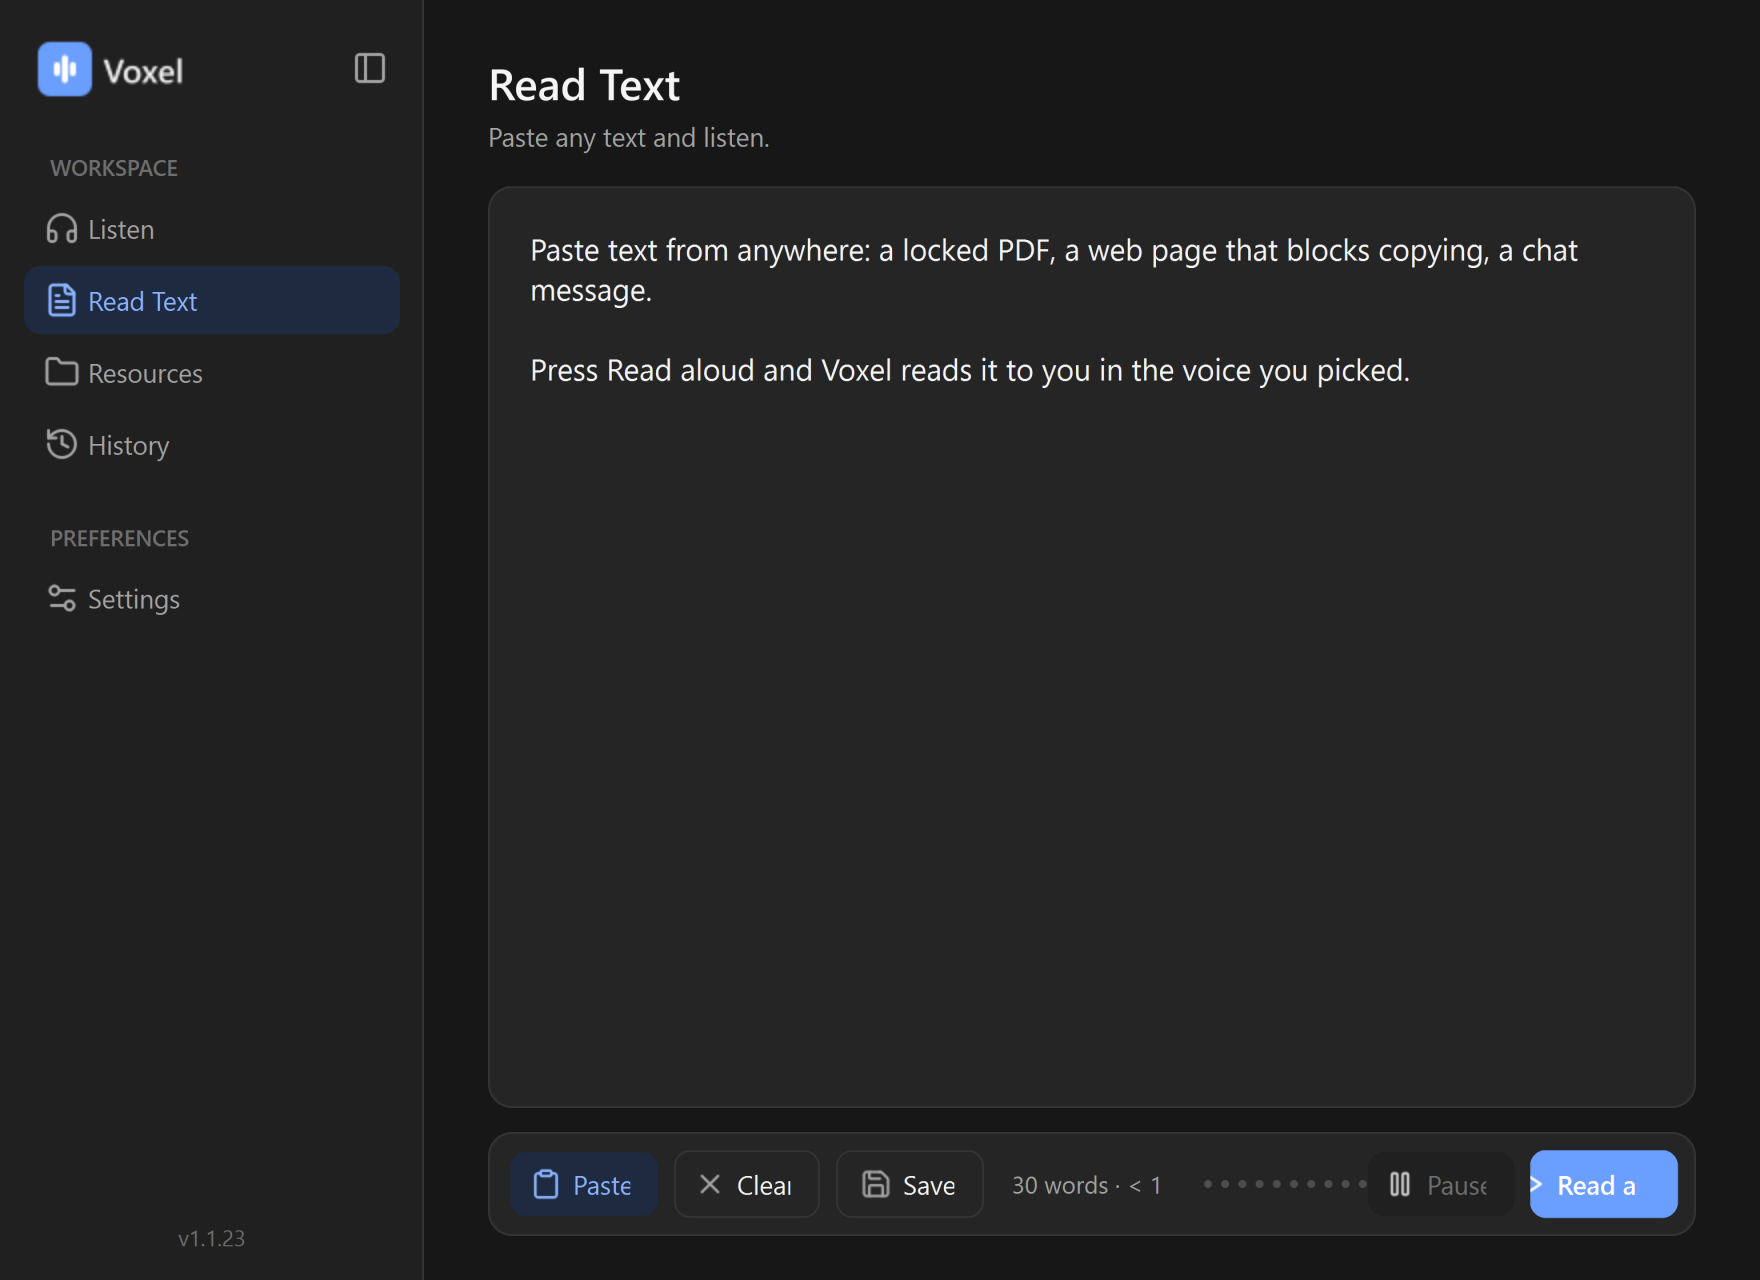 Voxel
WORKSPACE
Listen
Read Text
Resources
History
PREFERENCES
Settings
v1.1.23
Read Text
Paste any text and listen.
Paste text from anywhere: a locked PDF, a web page that blocks copying, a chat
message.
Press Read aloud and Voxel reads it to you in the voice you picked.
Paste
Clear
Save
30 words · < 1
Pause
Read a